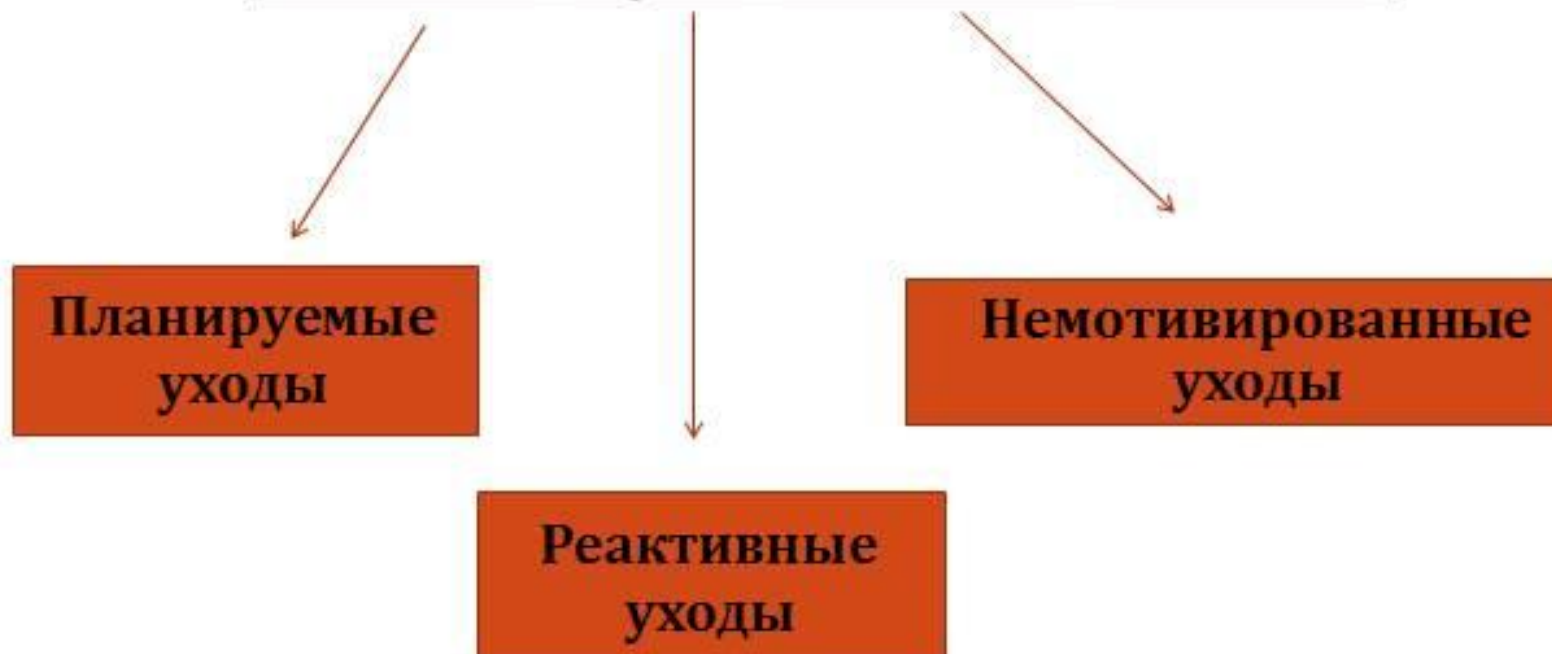 Планируемые
уходы
Немотивированные
уходы
Реактивные
уходы